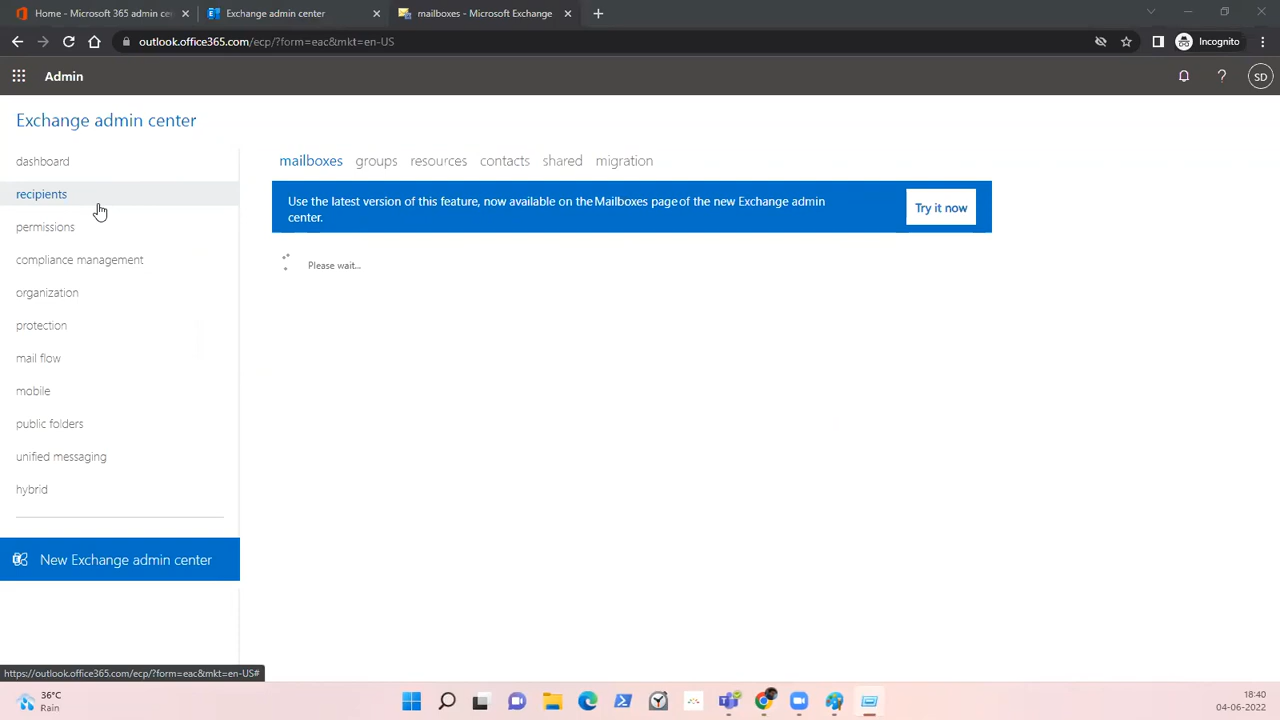 Home - Microsoft 365 admin cen
Exchange admin center
mailboxes - Microsoft Exchange
outlook.office365.com/ecp/?form=eac&mkt=en-US
Incognito
Admin
SD
Exchange admin center
dashboard
recipients
permissions
compliance management
organization
protection
mail flow
mobile
public folders
unified messaging
hybrid
New Exchange admin center
mailboxes groups resources contacts shared migration
Use the latest version of this feature, now available on the Mailboxes page of the new Exchange admin
center.
Try it now
Please wait...
https://outlook.office365.com/ecp/?form=eac&mkt=en-US#
36°C
Rain
18:40
04-06-2022